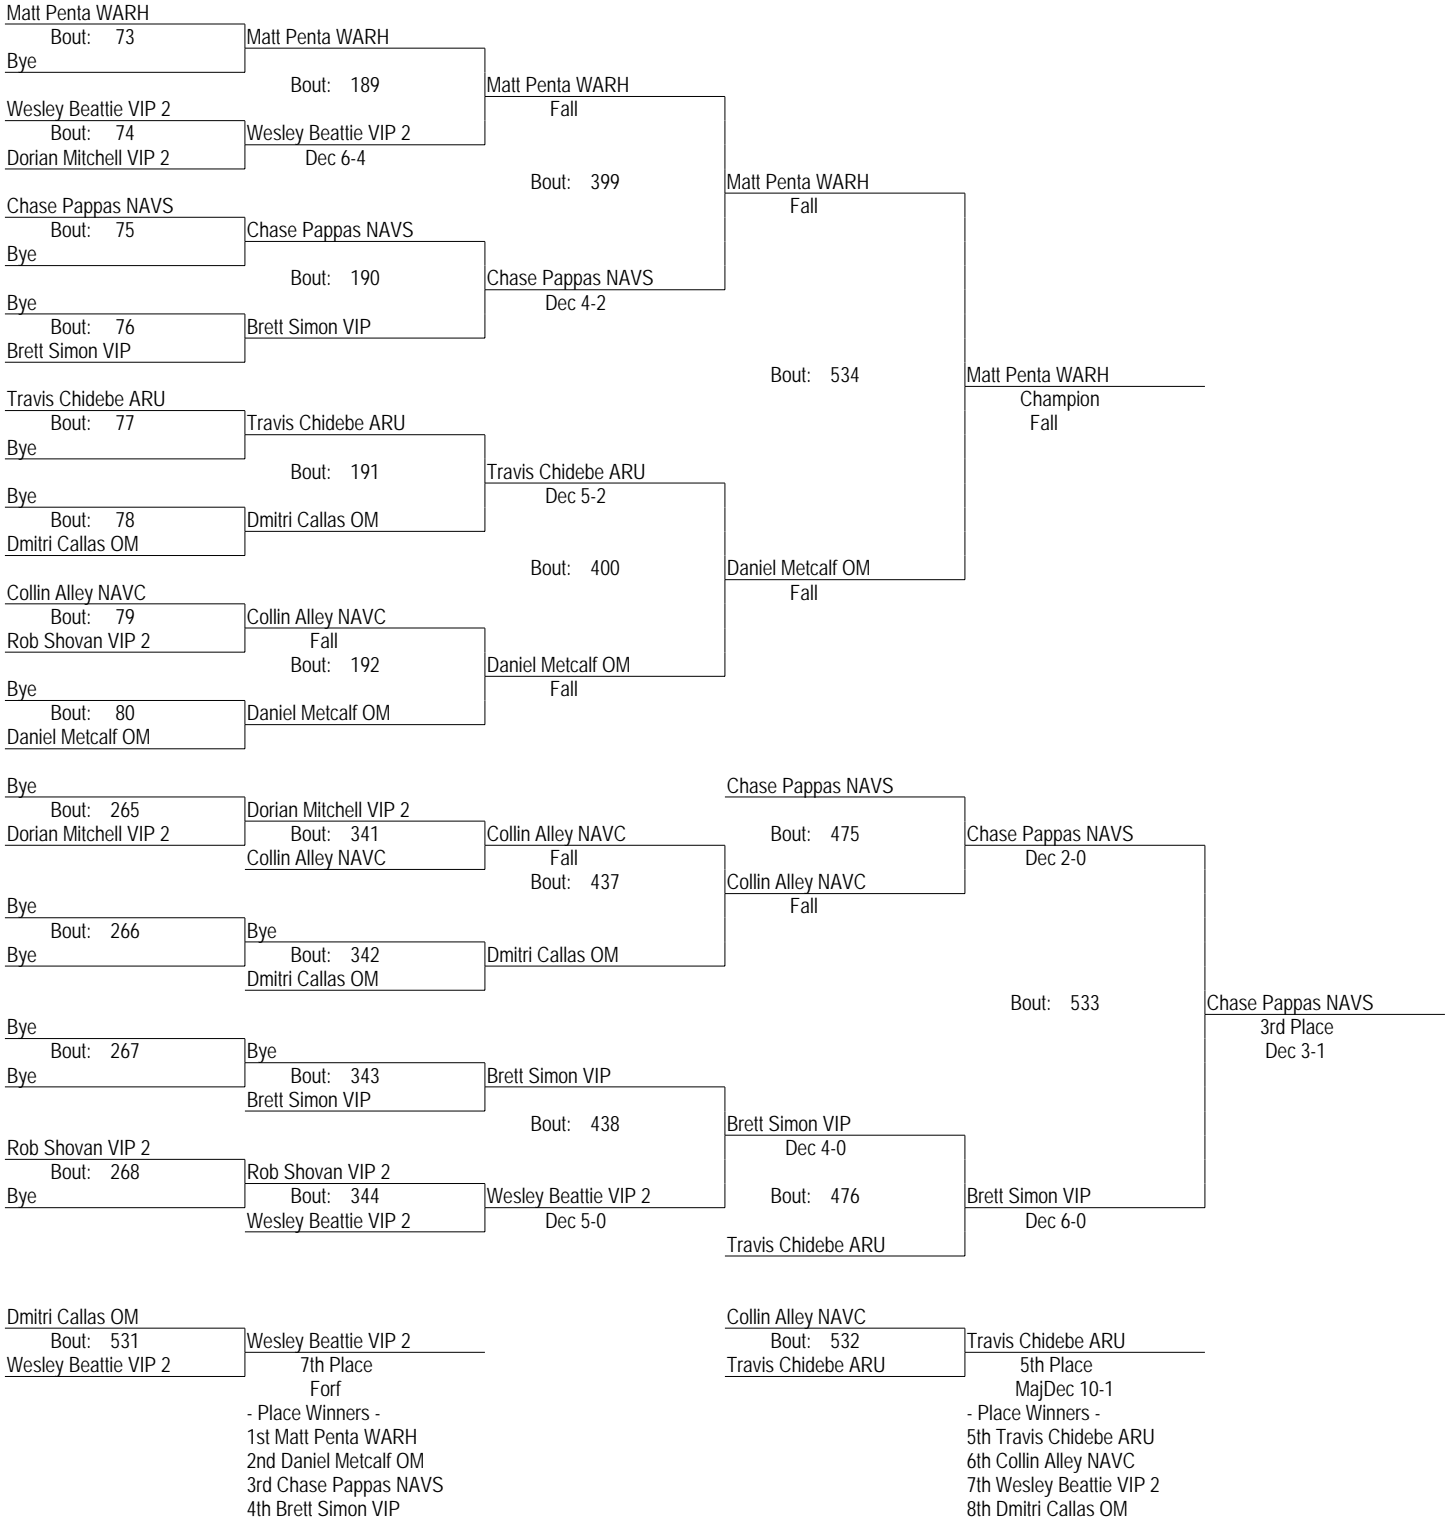 Matt Penta WARH
Bout: 73
Matt Penta WARH
Bye
Bout: 189
Matt Penta WARH
Wesley Beattie VIP 2
Fall
Bout: 74
Wesley Beattie VIP 2
Dorian Mitchell VIP 2
Dec 6-4
Bout: 399
Matt Penta WARH
Chase Pappas NAVS
Fall
Bout: 75
Chase Pappas NAVS
Bye
Bout: 190
Chase Pappas NAVS
Bye
Dec 4-2
Bout: 76
Brett Simon VIP
Brett Simon VIP
Bout: 534
Matt Penta WARH
Travis Chidebe ARU
Champion
Bout: 77
Travis Chidebe ARU
Fall
Bye
Bout: 191
Travis Chidebe ARU
Bye
Dec 5-2
Bout: 78
Dmitri Callas OM
Dmitri Callas OM
Bout: 400
Daniel Metcalf OM
Collin Alley NAVC
Fall
Bout: 79
Collin Alley NAVC
Rob Shovan VIP 2
Fall
Bout: 192
Daniel Metcalf OM
Bye
Fall
Bout: 80
Daniel Metcalf OM
Daniel Metcalf OM
Bye
Chase Pappas NAVS
Bout: 265
Dorian Mitchell VIP 2
Dorian Mitchell VIP 2
Bout: 341
Collin Alley NAVC
Bout: 475
Chase Pappas NAVS
Collin Alley NAVC
Fall
Dec 2-0
Bout: 437
Collin Alley NAVC
Bye
Fall
Bout: 266
Bye
Bye
Bout: 342
Dmitri Callas OM
Dmitri Callas OM
Bout: 533
Chase Pappas NAVS
Bye
3rd Place
Bout: 267
Bye
Dec 3-1
Bye
Bout: 343
Brett Simon VIP
Brett Simon VIP
Bout: 438
Brett Simon VIP
Rob Shovan VIP 2
Dec 4-0
Bout: 268
Rob Shovan VIP 2
Bye
Bout: 344
Wesley Beattie VIP 2
Bout: 476
Brett Simon VIP
Wesley Beattie VIP 2
Dec 5-0
Dec 6-0
Travis Chidebe ARU
Dmitri Callas OM
Bout: 531
Wesley Beattie VIP 2
Wesley Beattie VIP 2
7th Place
Forf
- Place Winners -
1st Matt Penta WARH
2nd Daniel Metcalf OM
3rd Chase Pappas NAVS
4th Brett Simon VIP
Collin Alley NAVC
Bout: 532
Travis Chidebe ARU
Travis Chidebe ARU
5th Place
MajDec 10-1
- Place Winners -
5th Travis Chidebe ARU
6th Collin Alley NAVC
7th Wesley Beattie VIP 2
8th Dmitri Callas OM